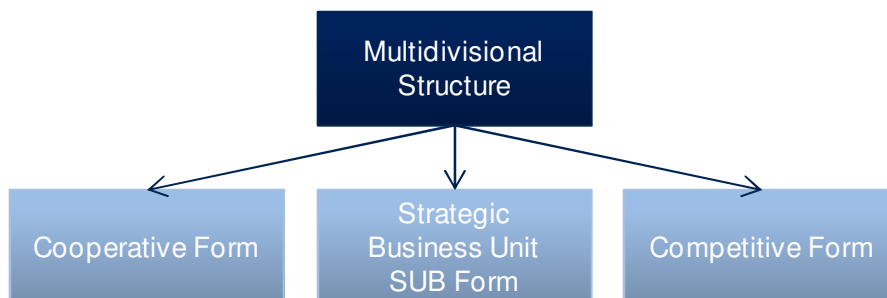 Multidivisional
Structure
Cooperative Form
Strategic
Business Unit
SUB Form
Competitive Form